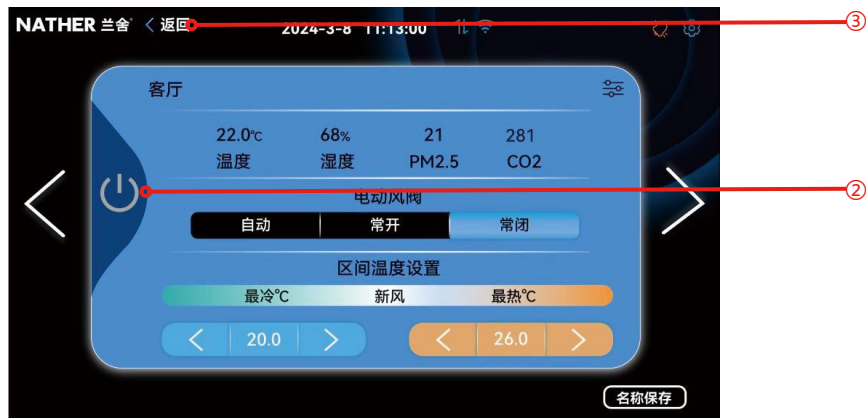 NATHER 兰舍 < 返回 2024-3-8 11:13:00
③
客厅
22.0℃ 68% 21 281
温度 湿度 PM2.5 CO2
②
电动风阀
自动 常开 常闭
区间温度设置
最冷℃ 新风 最热℃
< 20.0 > < 26.0 >
名称保存